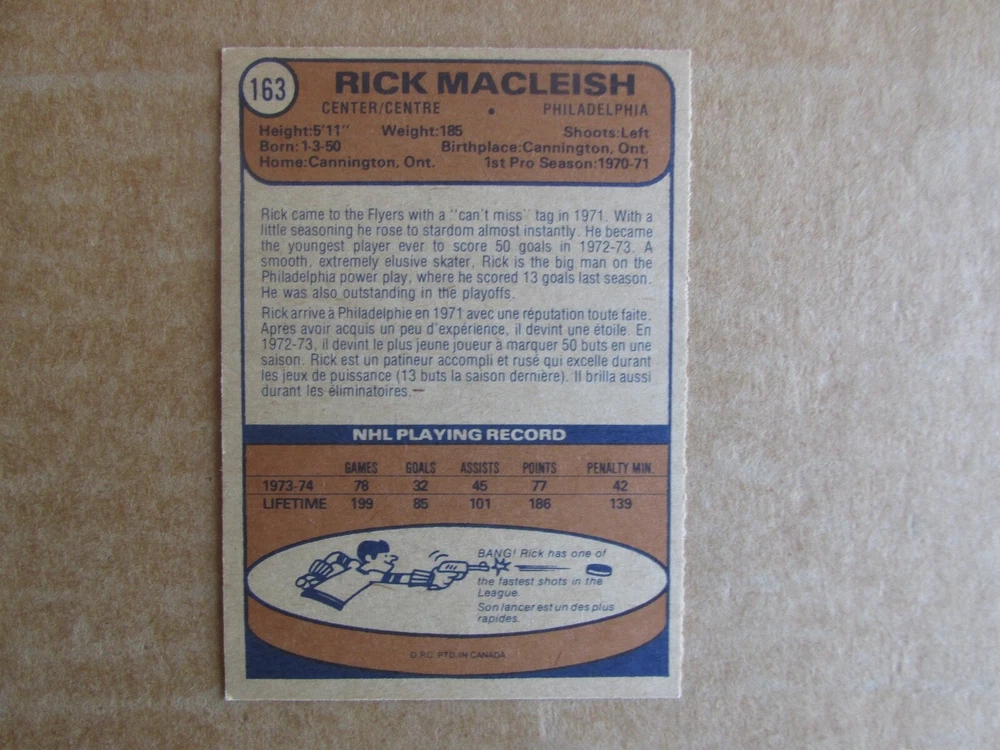 163
RICK MACLEISH
CENTER/CENTRE • PHILADELPHIA
Height:5'11" Weight:185 Shoots:Left
Born:1-3-50 Birthplace:Cannington, Ont.
Home:Cannington, Ont. 1st Pro Season:1970-71
Rick came to the Flyers with a "can't miss" tag in 1971. With a
little seasoning he rose to stardom almost instantly. He became
the youngest player ever to score 50 goals in 1972-73. A
smooth, extremely elusive skater, Rick is the big man on the
Philadelphia power play, where he scored 13 goals last season.
He was also outstanding in the playoffs.
Rick arrive à Philadelphie en 1971 avec une réputation toute faite.
Après avoir acquis un peu d'expérience, il devint une étoile. En
1972-73, il devint le plus jeune joueur à marquer 50 buts en une
saison. Rick est un patineur accompli et rusé qui excelle durant
les jeux de puissance (13 buts la saison dernière). Il brilla aussi
durant les éliminatoires.
NHL PLAYING RECORD
GAMES GOALS ASSISTS POINTS PENALTY MIN.
1973-74 78 32 45 77 42
LIFETIME 199 85 101 186 139
BANG! Rick has one of
the fastest shots in the
League.
Son lancer est un des plus
rapides.
O.P.C. PTD. IN CANADA